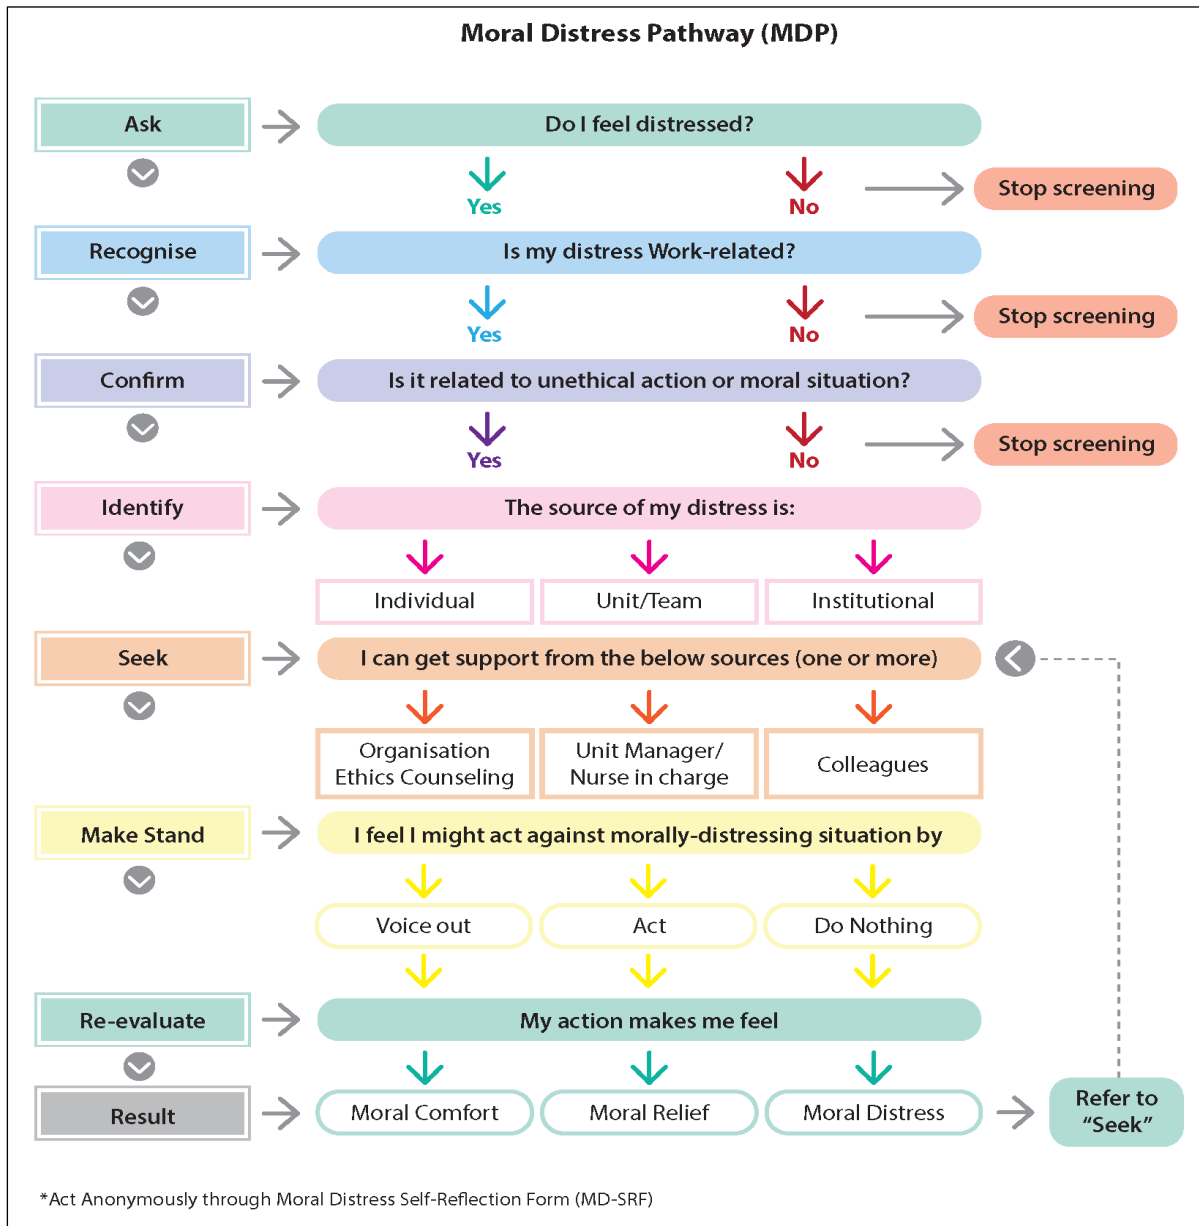 Moral Distress Pathway (MDP)
Ask
Do I feel distressed?
Yes
No
Stop screening
Recognise
Is my distress Work-related?
Yes
No
Stop screening
Confirm
Is it related to unethical action or moral situation?
Yes
No
Stop screening
Identify
The source of my distress is:
Individual
Unit/Team
Institutional
Seek
I can get support from the below sources (one or more)
Organisation
Ethics Counseling
Unit Manager/
Nurse in charge
Colleagues
Make Stand
I feel I might act against morally-distressing situation by
Voice out
Act
Do Nothing
Re-evaluate
My action makes me feel
Result
Moral Comfort
Moral Relief
Moral Distress
Refer to
“Seek”
*Act Anonymously through Moral Distress Self-Reflection Form (MD-SRF)